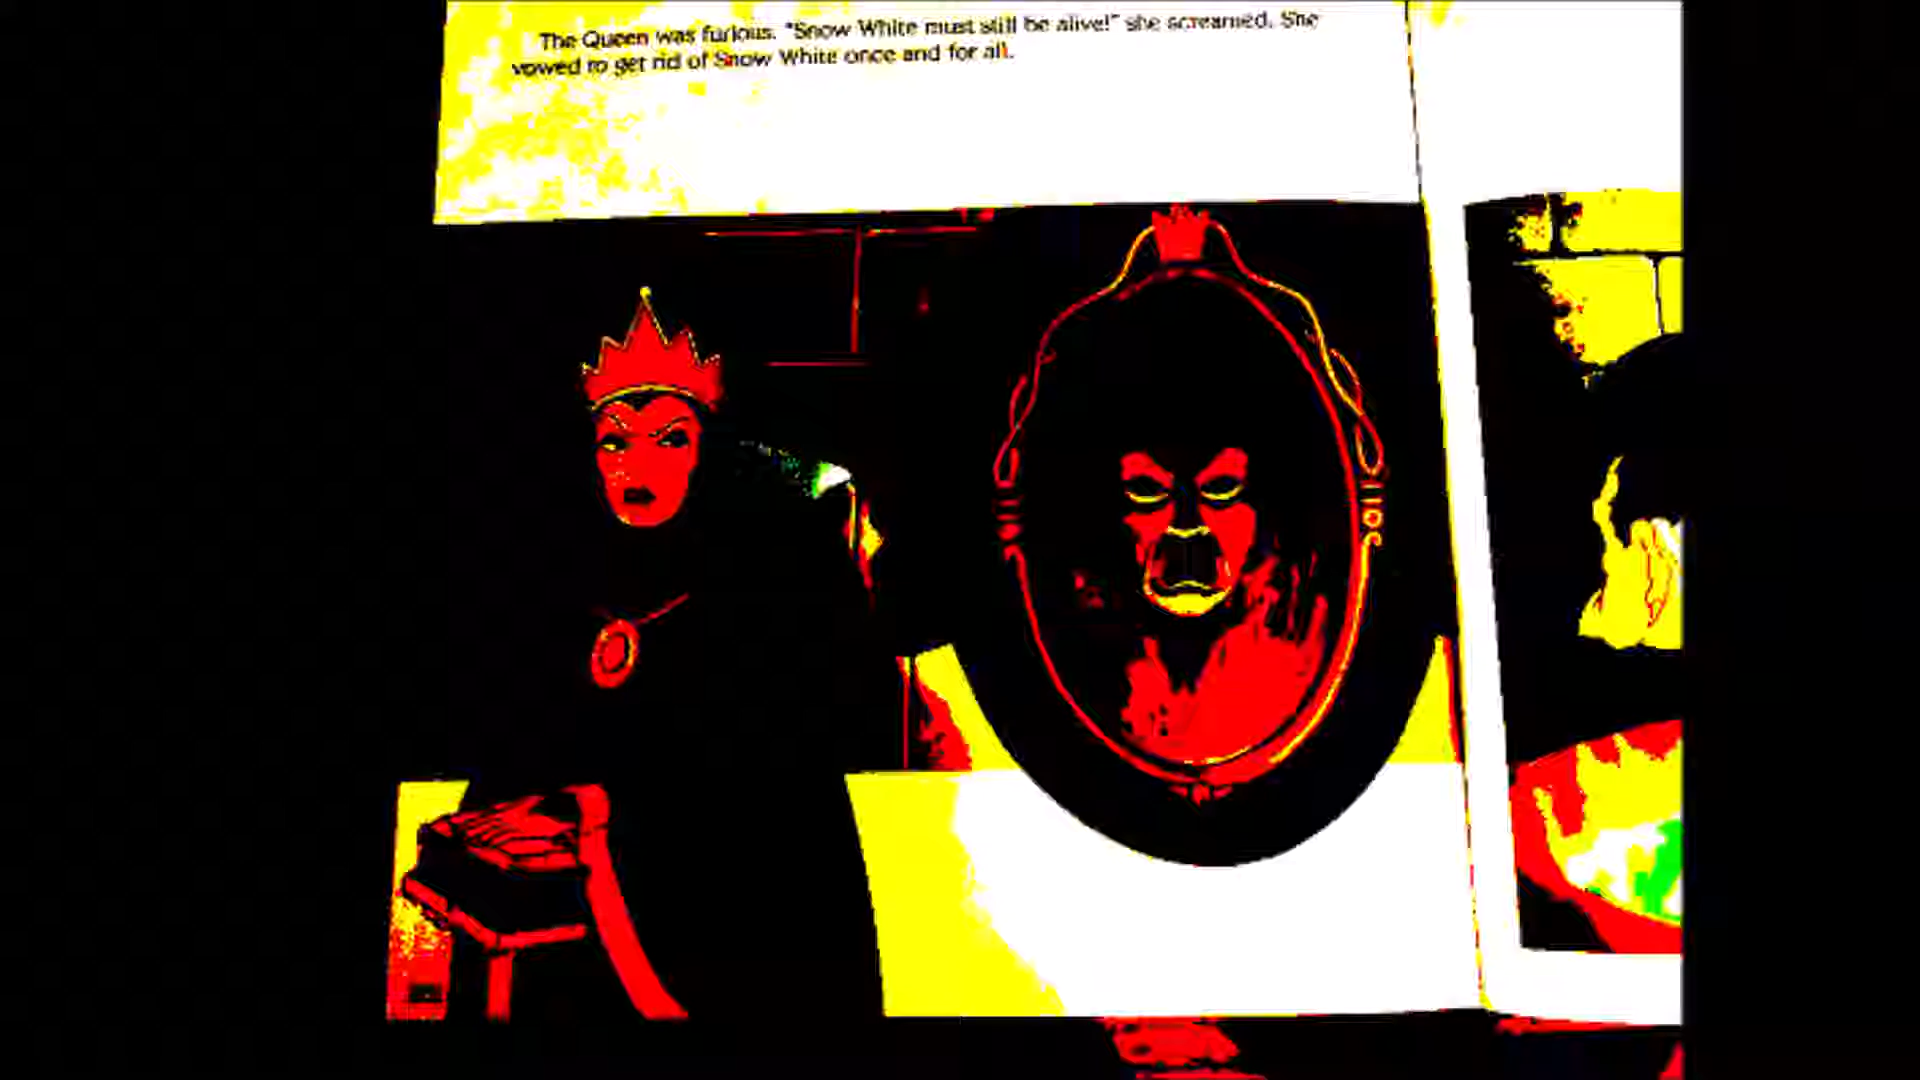 The Queen was furious. "Snow White must still be alive!" she screamed. She
vowed to get rid of Snow White once and for all.